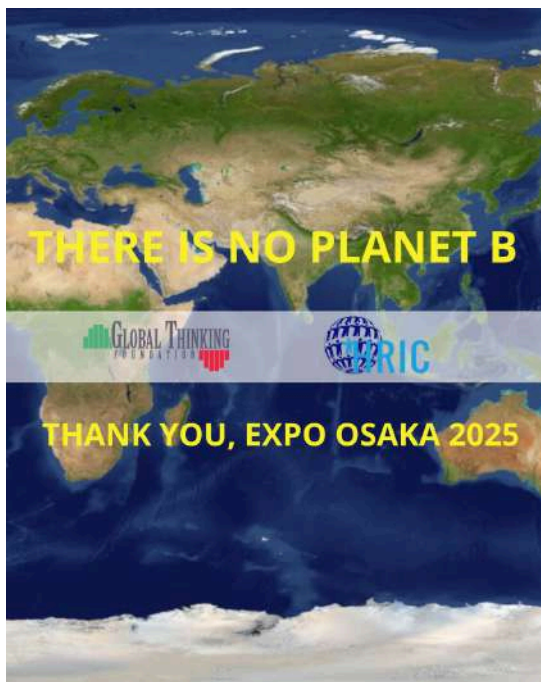 THERE IS NO PLANET B
GLOBAL THINKING
FOUNDATION
HRIC
THANK YOU, EXPO OSAKA 2025